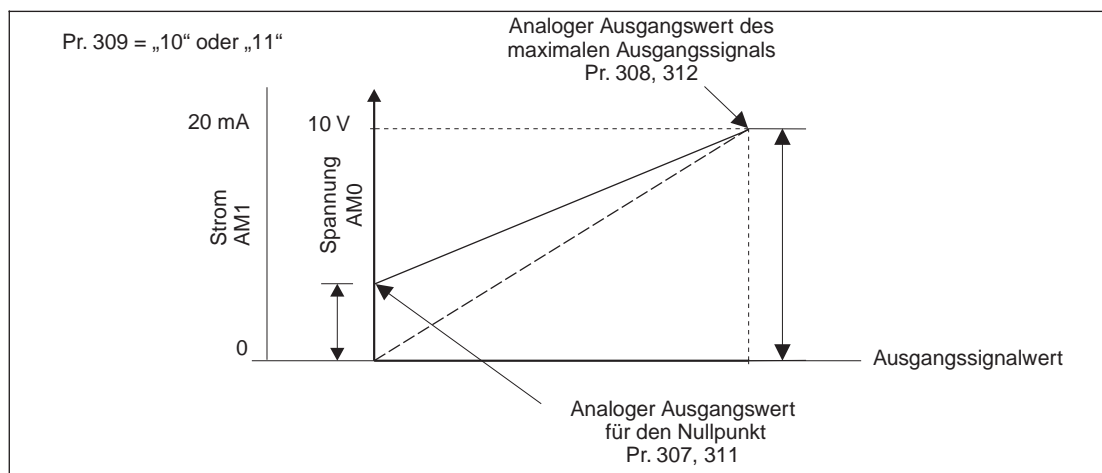 Pr. 309 = „10“ oder „11“
Analoger Ausgangswert des
maximalen Ausgangssignals
Pr. 308, 312
20 mA
10 V
Strom
AM1
Spannung
AM0
0
Ausgangssignalwert
Analoger Ausgangswert
für den Nullpunkt
Pr. 307, 311